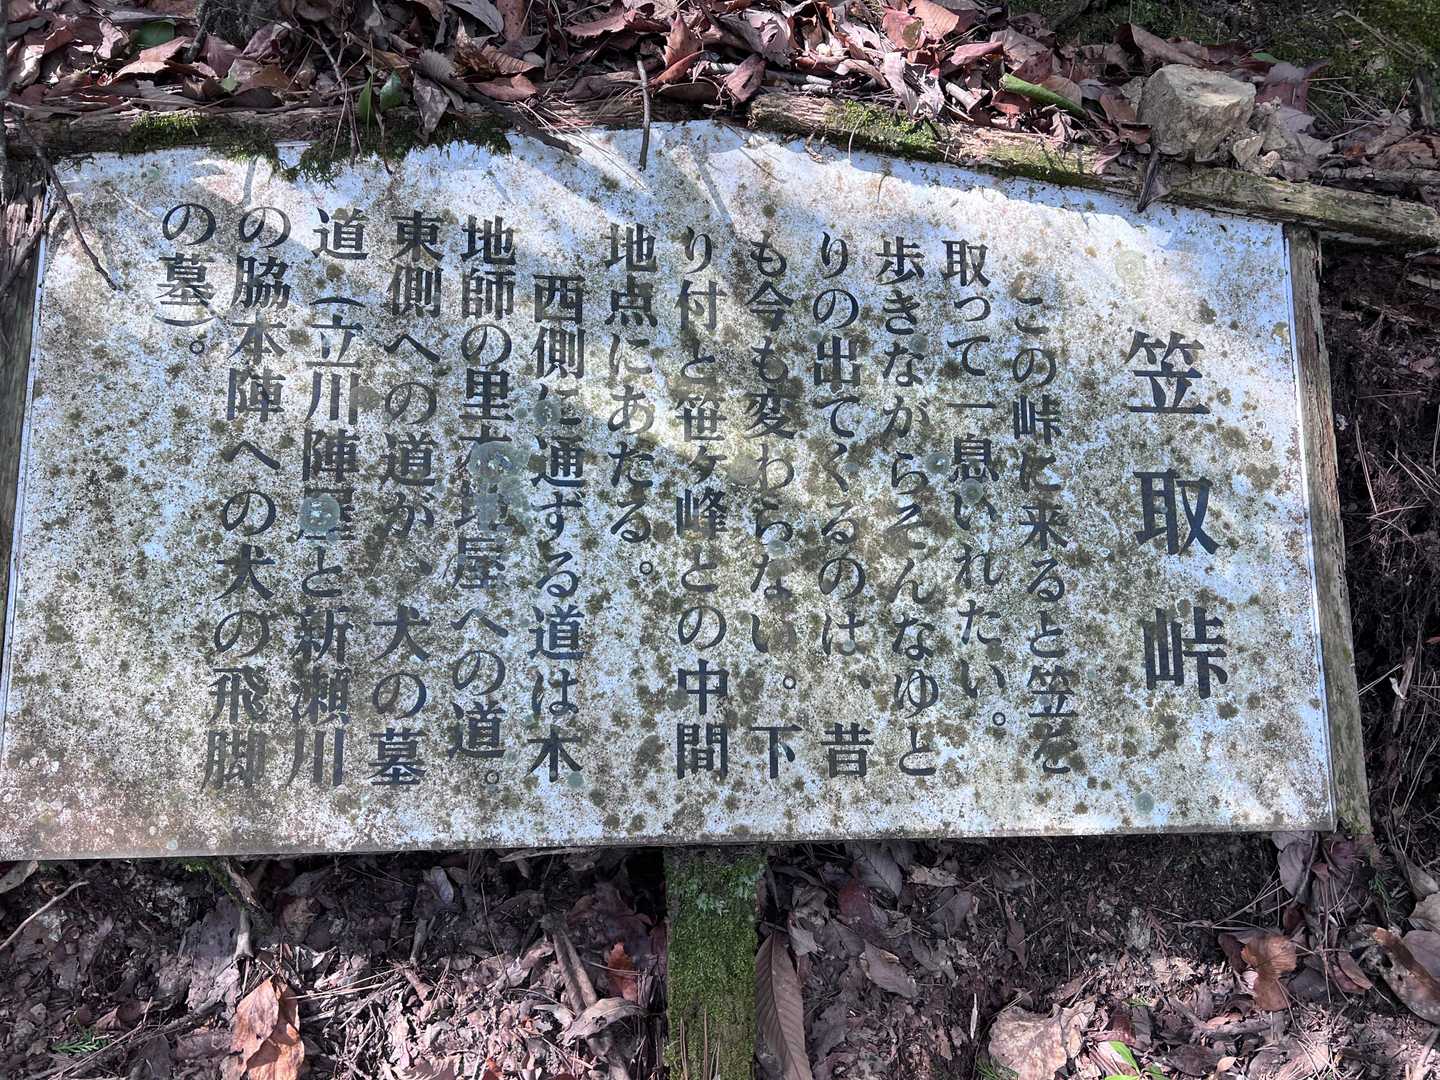 笠取峠
この峠に来ると笠を
取って一息いれたい。
歩きながらそんなゆと
りの出てくるのは、昔
も今も変わらない。下
り付と笹ヶ峰との中間
地点にあたる。
西側に通ずる道は木
地師の里木地屋への道。
東側への道が、犬の墓
道(立川陣屋と新瀬川
の脇本陣への犬の飛脚
の墓)。